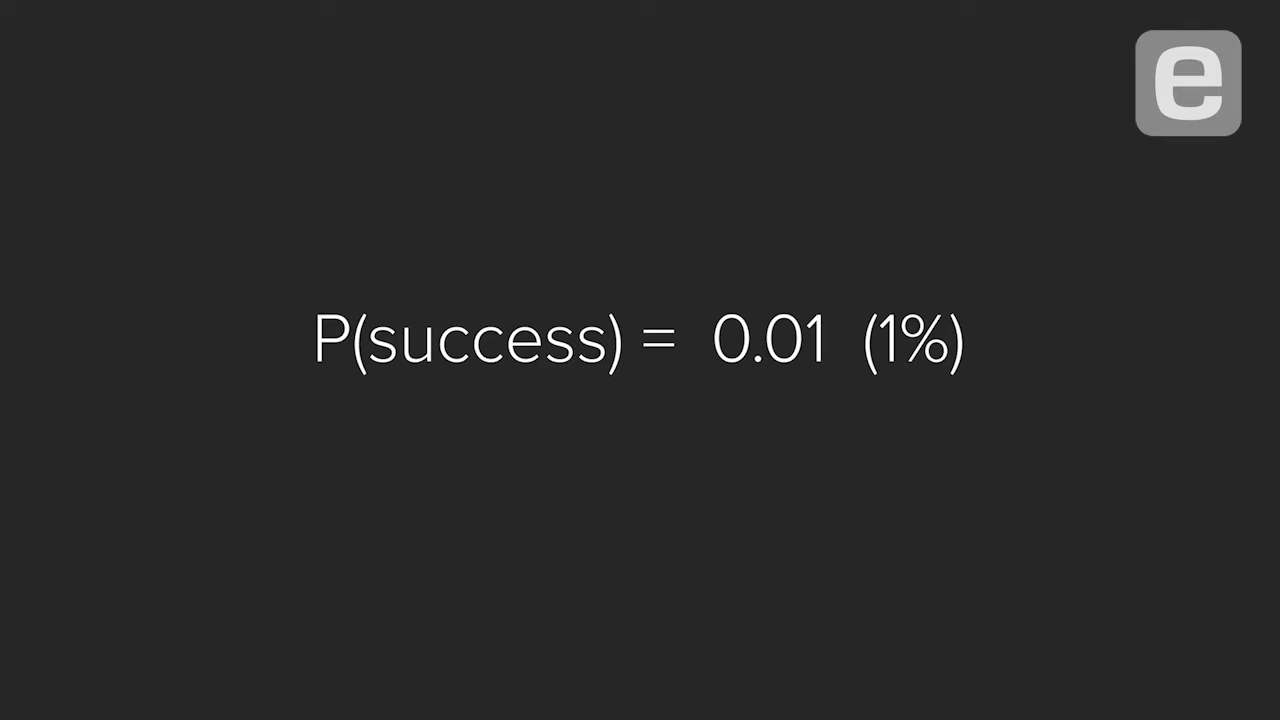 e
P(success) = 0.01 (1%)